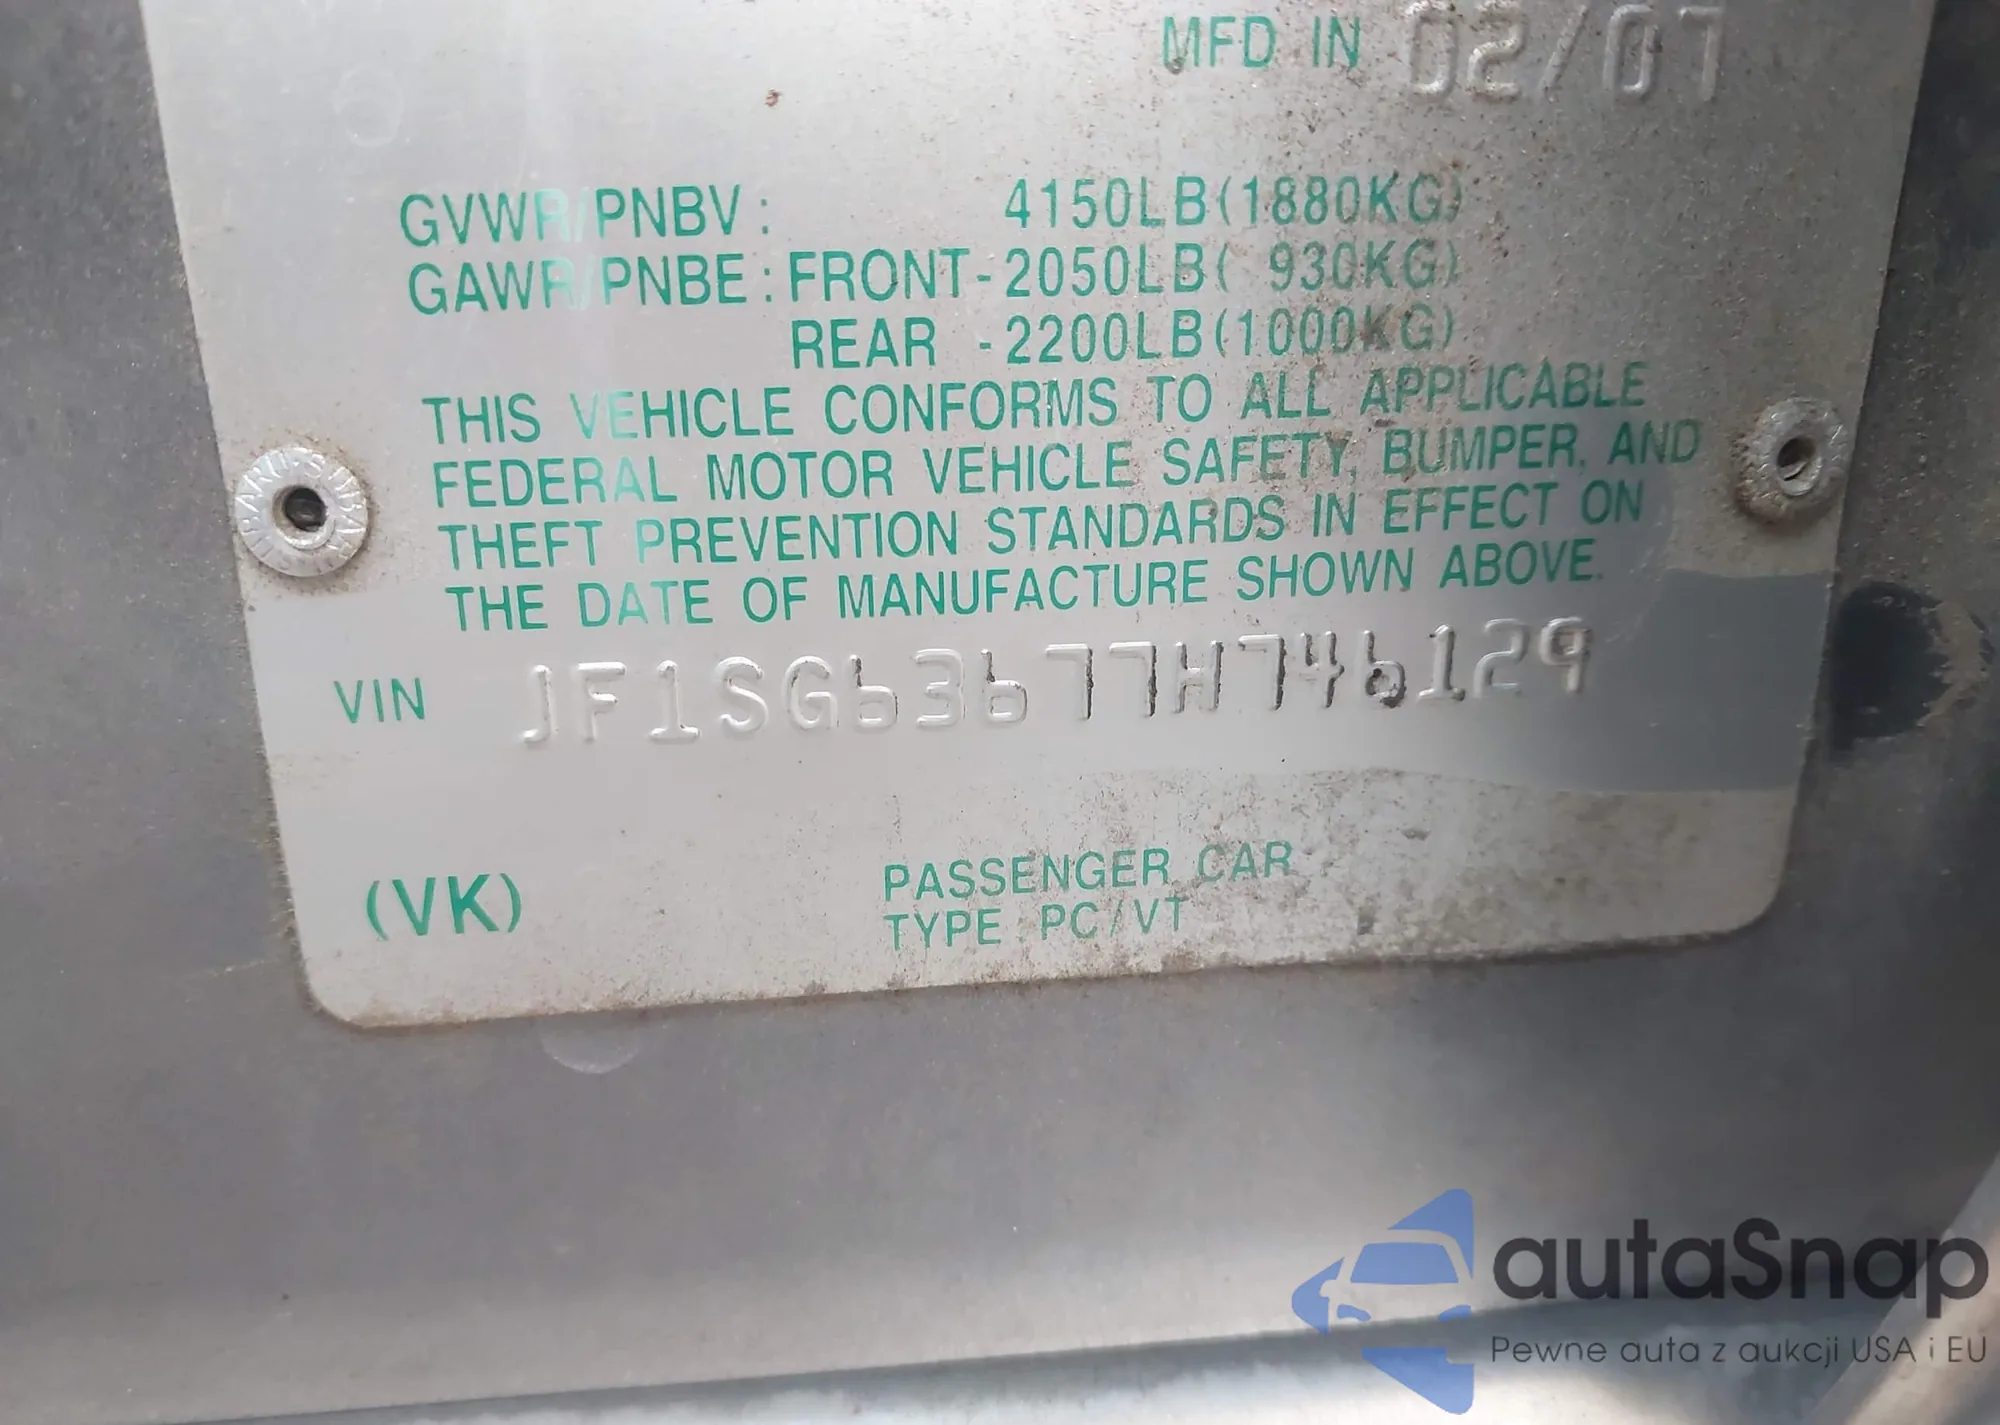 MFD IN 02/07
GVWR/PNBV: 4150LB(1880KG)
GAWR/PNBE: FRONT-2050LB( 930KG)
REAR -2200LB(1000KG)
THIS VEHICLE CONFORMS TO ALL APPLICABLE
FEDERAL MOTOR VEHICLE SAFETY, BUMPER, AND
THEFT PREVENTION STANDARDS IN EFFECT ON
THE DATE OF MANUFACTURE SHOWN ABOVE.
VIN JF1SG63677H746129
(VK)
PASSENGER CAR
TYPE PC/VT
autaSnap
Pewne auta z aukcji USA i EU